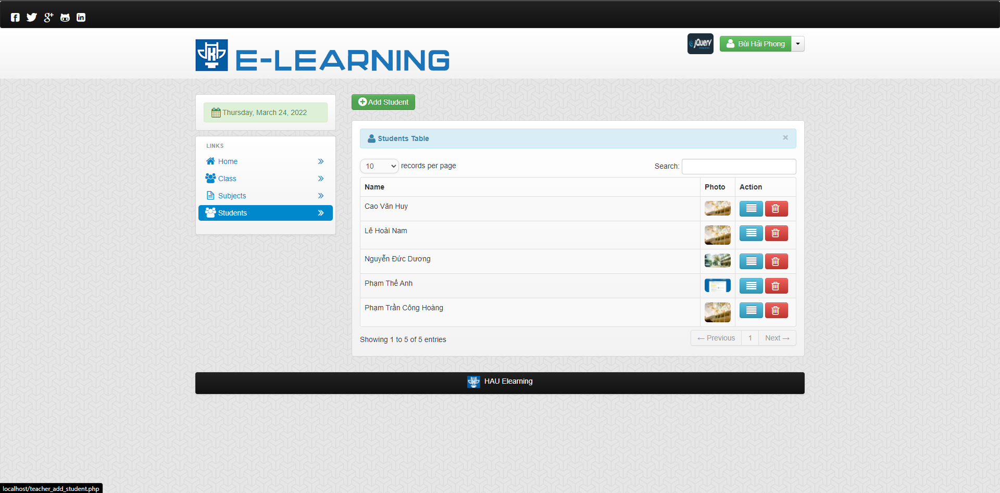 jQuery
Bùi Hải Phong
E-LEARNING
Thursday, March 24, 2022
Add Student
Students Table ×
LINKS
Home
Class
Subjects
Students
10 records per page
Search:
Name Photo Action
Cao Văn Huy
Lê Hoài Nam
Nguyễn Đức Dương
Phạm Thế Anh
Phạm Trần Công Hoàng
Showing 1 to 5 of 5 entries
← Previous 1 Next →
HAU Elearning
localhost/teacher_add_student.php